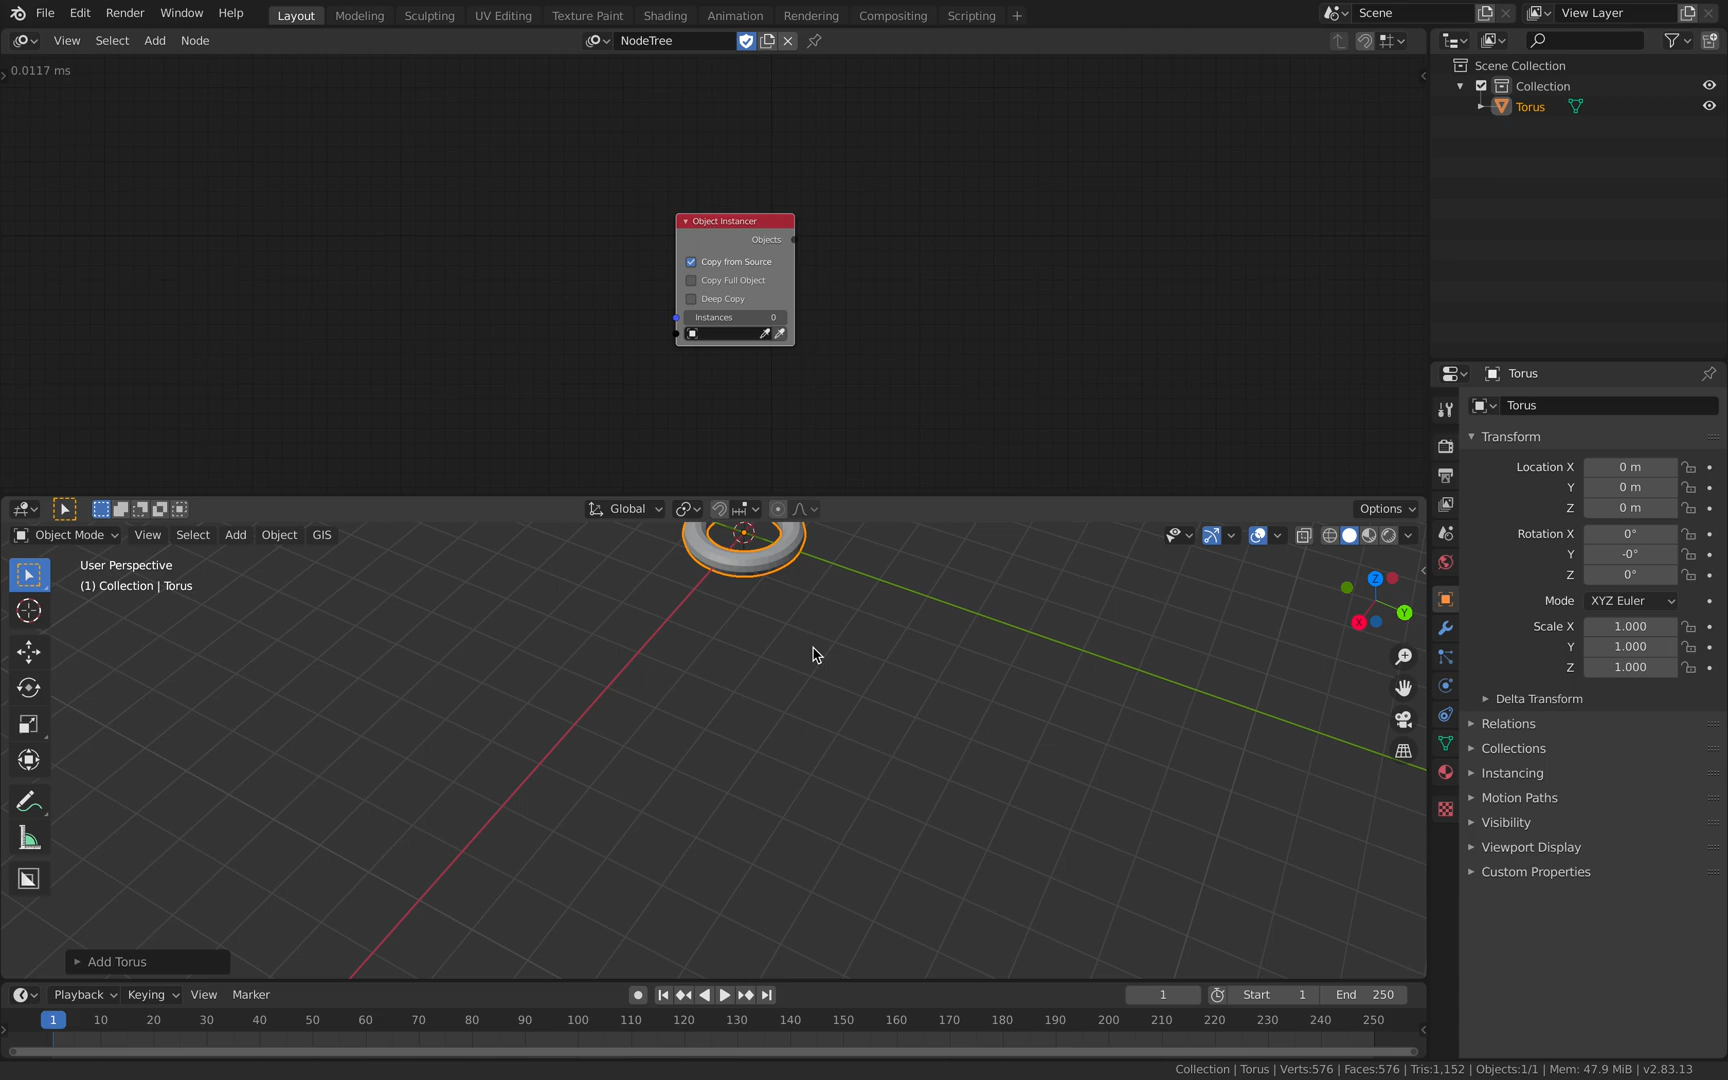 File Edit Render Window Help Layout Modeling Sculpting UV Editing Texture Paint Shading Animation Rendering Compositing Scripting + Scene View Layer
View Select Add Node NodeTree
0.0117 ms
Object Instancer
Objects
Copy from Source
Copy Full Object
Deep Copy
Instances 0
Scene Collection
Collection
Torus
Torus
Torus
Transform
Location X 0 m
Y 0 m
Z 0 m
Rotation X 0°
Y -0°
Z 0°
Mode XYZ Euler
Scale X 1.000
Y 1.000
Z 1.000
Delta Transform
Relations
Collections
Instancing
Motion Paths
Visibility
Viewport Display
Custom Properties
Global Options
Object Mode View Select Add Object GIS
User Perspective
(1) Collection | Torus
Z
Y
X
Add Torus
Playback Keying View Marker 1 Start 1 End 250
1 10 20 30 40 50 60 70 80 90 100 110 120 130 140 150 160 170 180 190 200 210 220 230 240 250
Collection | Torus | Verts:576 | Faces:576 | Tris:1,152 | Objects:1/1 | Mem: 47.9 MiB | v2.83.13